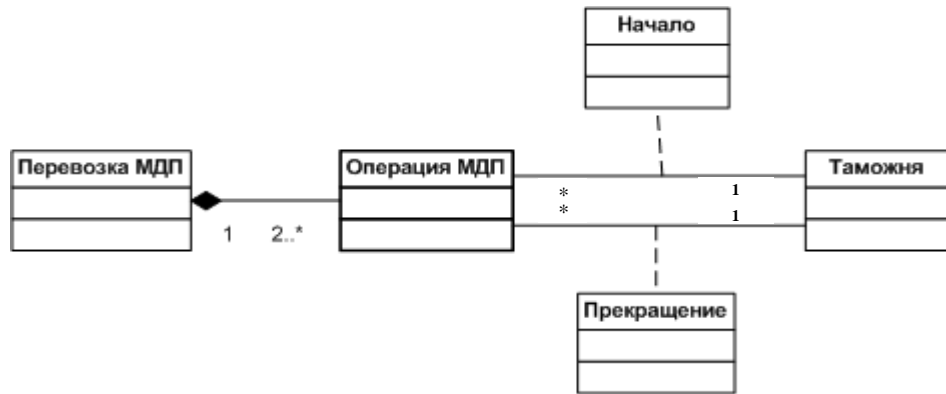 Начало
Перевозка МДП
Операция МДП
Таможня
* 1
* 1
1 2..*
Прекращение